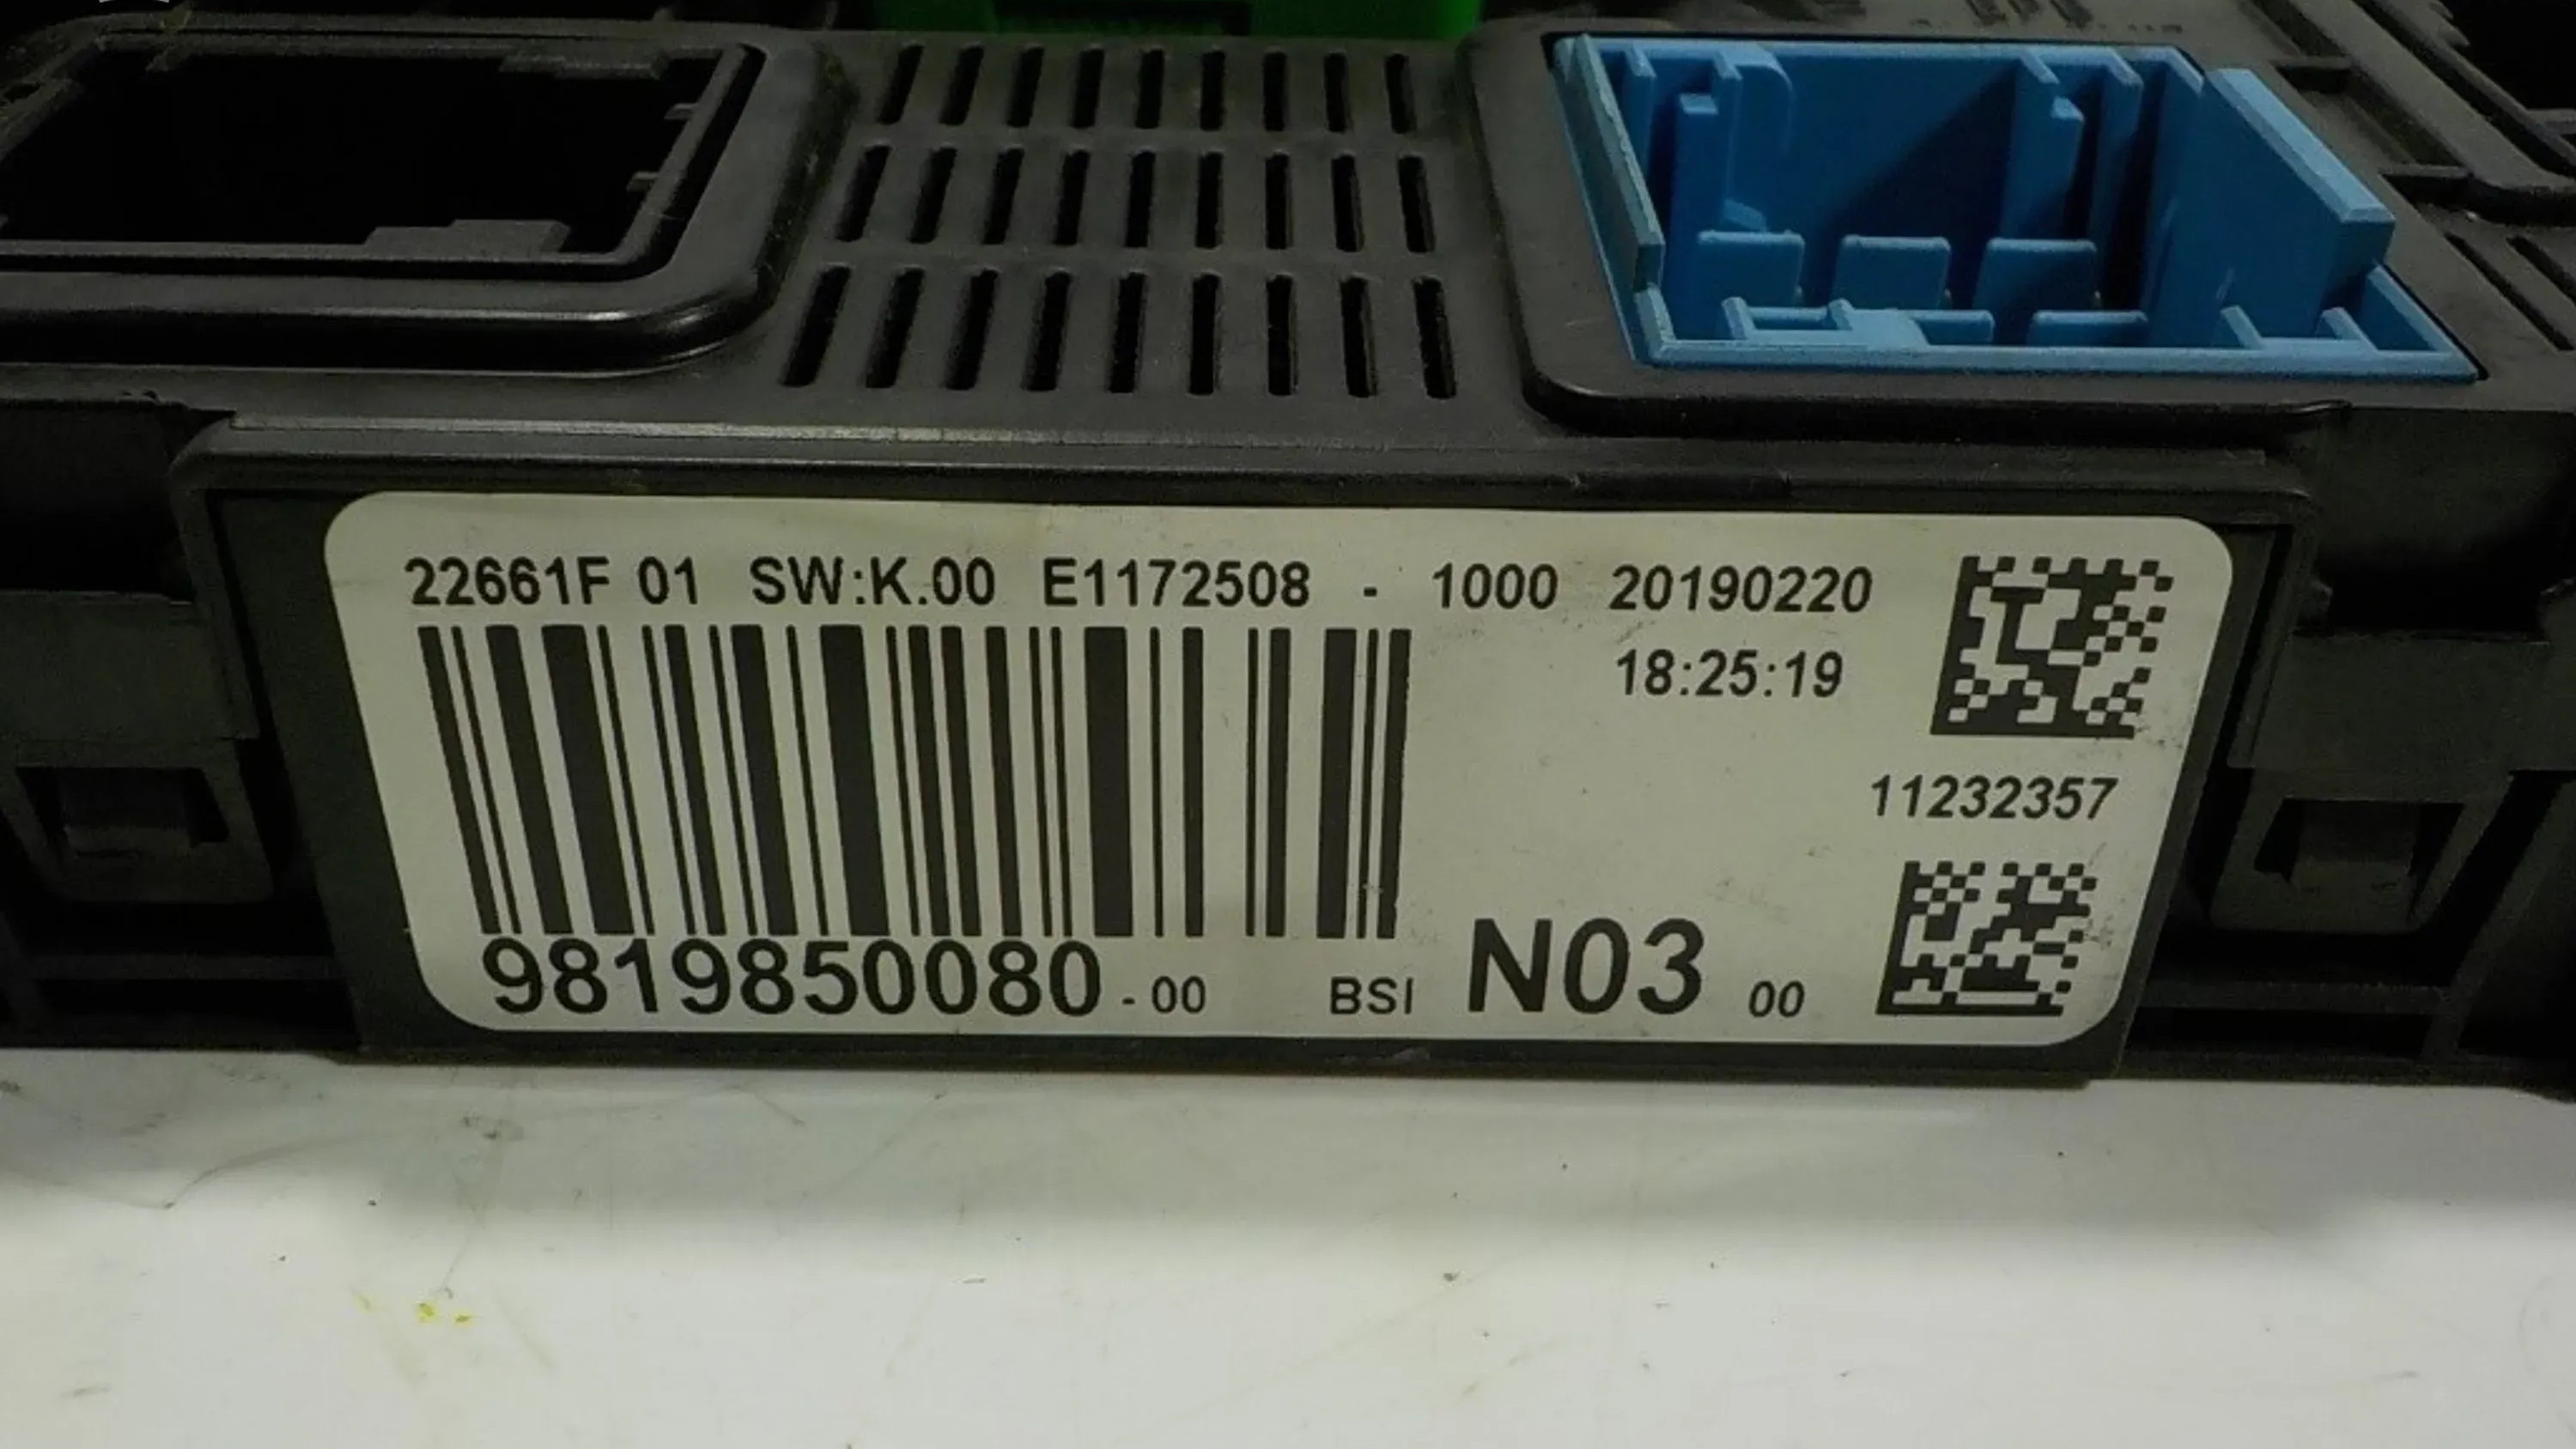 22661F 01 SW:K.00 E1172508 - 1000 20190220
18:25:19
11232357
9819850080 - 00 BSI N03 00